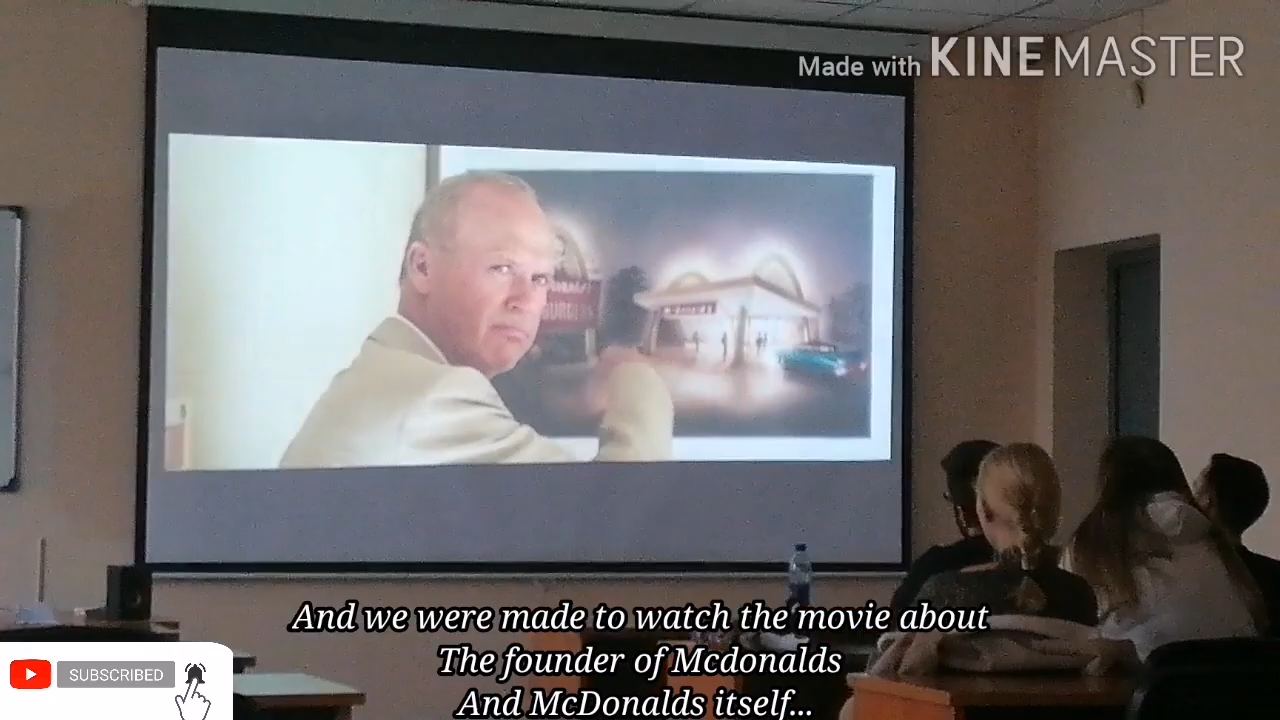 Made with KINEMASTER
BURGERS
And we were made to watch the movie about
The founder of Mcdonalds
And McDonalds itself...
SUBSCRIBED